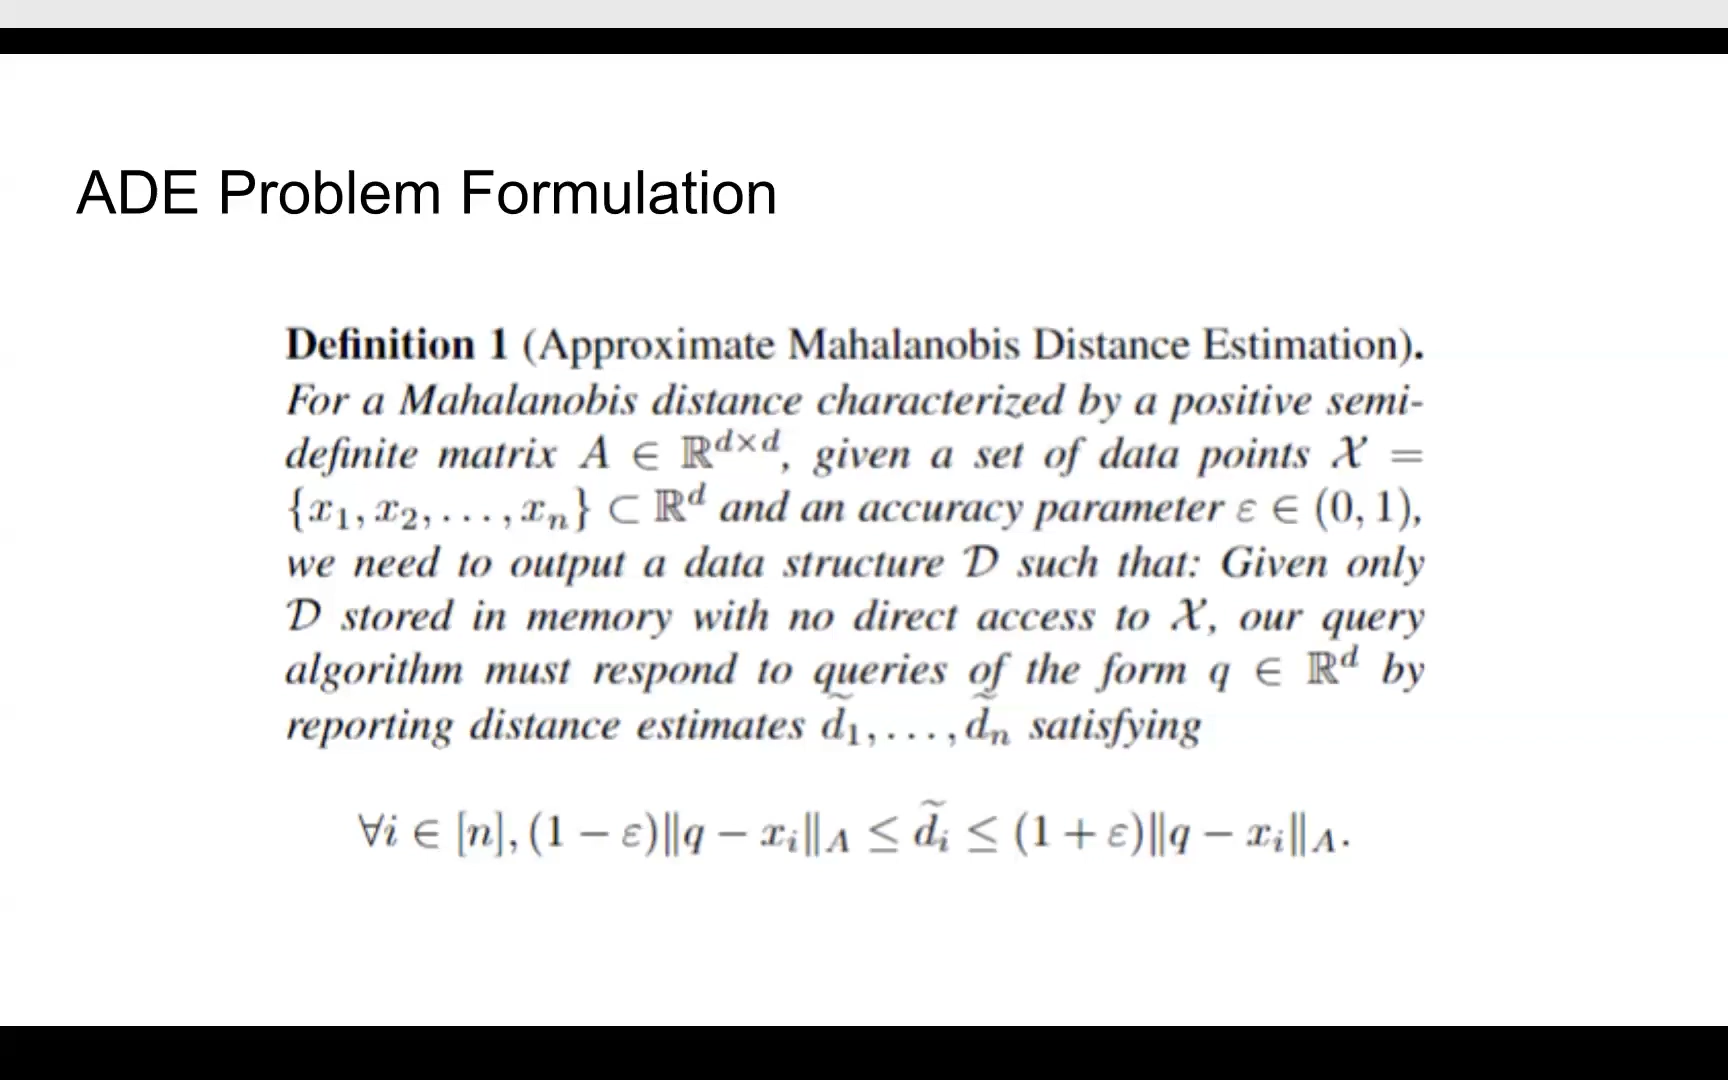 ADE Problem Formulation
Definition 1 (Approximate Mahalanobis Distance Estimation).
For a Mahalanobis distance characterized by a positive semi-
definite matrix A ∈ ℝ^{d×d}, given a set of data points 𝒳 =
{x₁, x₂, . . . , xₙ} ⊂ ℝ^d and an accuracy parameter ε ∈ (0, 1),
we need to output a data structure 𝒟 such that: Given only
𝒟 stored in memory with no direct access to 𝒳, our query
algorithm must respond to queries of the form q ∈ ℝ^d by
reporting distance estimates d̃₁, . . . , d̃ₙ satisfying
∀i ∈ [n], (1 − ε)‖q − xᵢ‖_A ≤ d̃ᵢ ≤ (1 + ε)‖q − xᵢ‖_A.